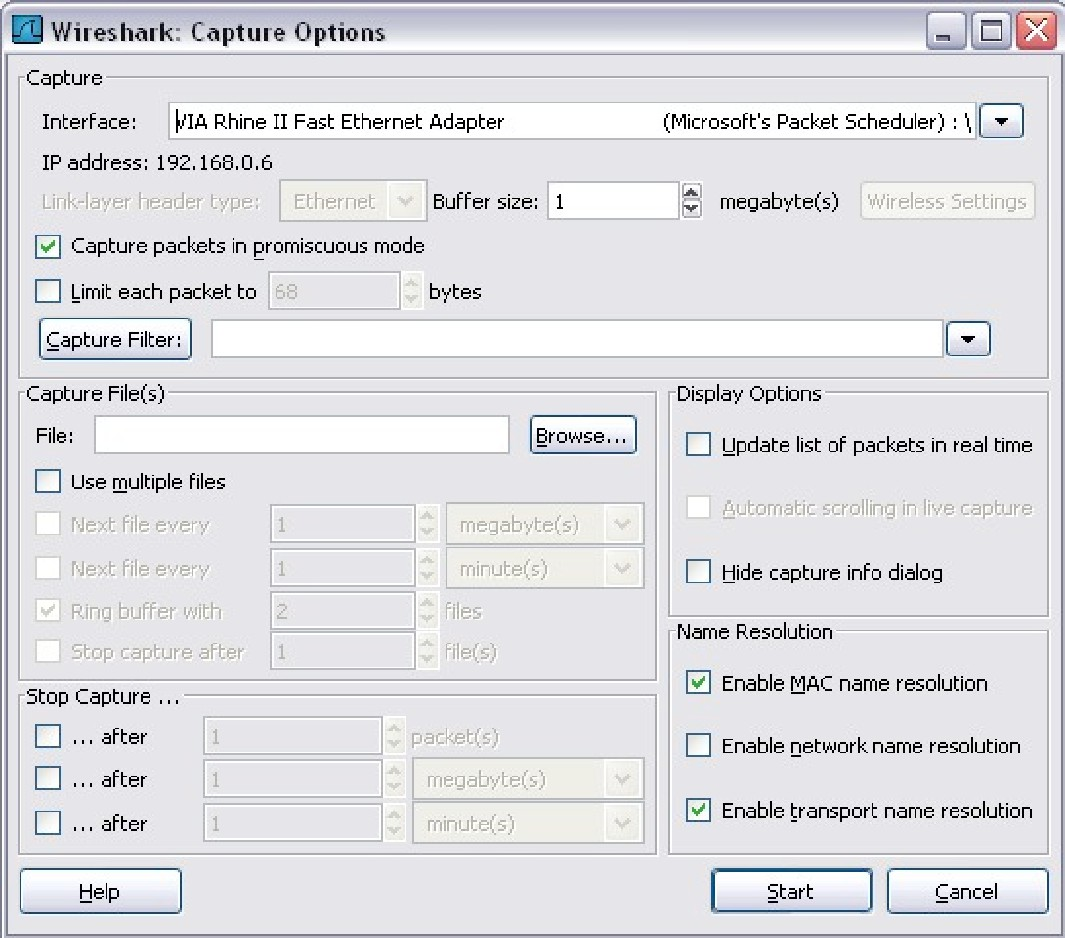 Wireshark: Capture Options
Capture
Interface: VIA Rhine II Fast Ethernet Adapter (Microsoft's Packet Scheduler) : \
IP address: 192.168.0.6
Link-layer header type: Ethernet Buffer size: 1 megabyte(s) Wireless Settings
Capture packets in promiscuous mode
Limit each packet to 68 bytes
Capture Filter:
Capture File(s)
File: Browse...
Use multiple files
Next file every 1 megabyte(s)
Next file every 1 minute(s)
Ring buffer with 2 files
Stop capture after 1 file(s)
Stop Capture ...
... after 1 packet(s)
... after 1 megabyte(s)
... after 1 minute(s)
Display Options
Update list of packets in real time
Automatic scrolling in live capture
Hide capture info dialog
Name Resolution
Enable MAC name resolution
Enable network name resolution
Enable transport name resolution
Help Start Cancel